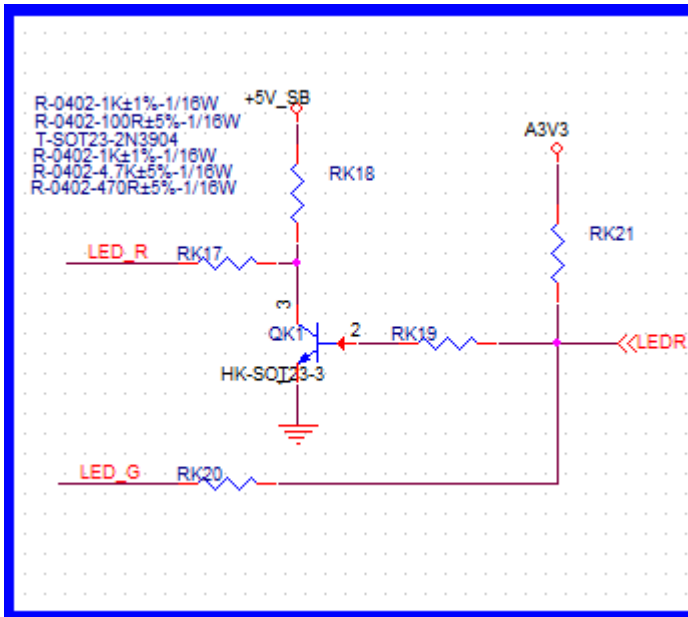 R-0402-1K±1%-1/16W
R-0402-100R±5%-1/16W
T-SOT23-2N3904
R-0402-1K±1%-1/16W
R-0402-4.7K±5%-1/16W
R-0402-470R±5%-1/16W
+5V_SB
A3V3
RK18
RK21
LED_R
RK17
3
QK1
2
RK19
LEDR
HK-SOT23-3
1
LED_G
RK20